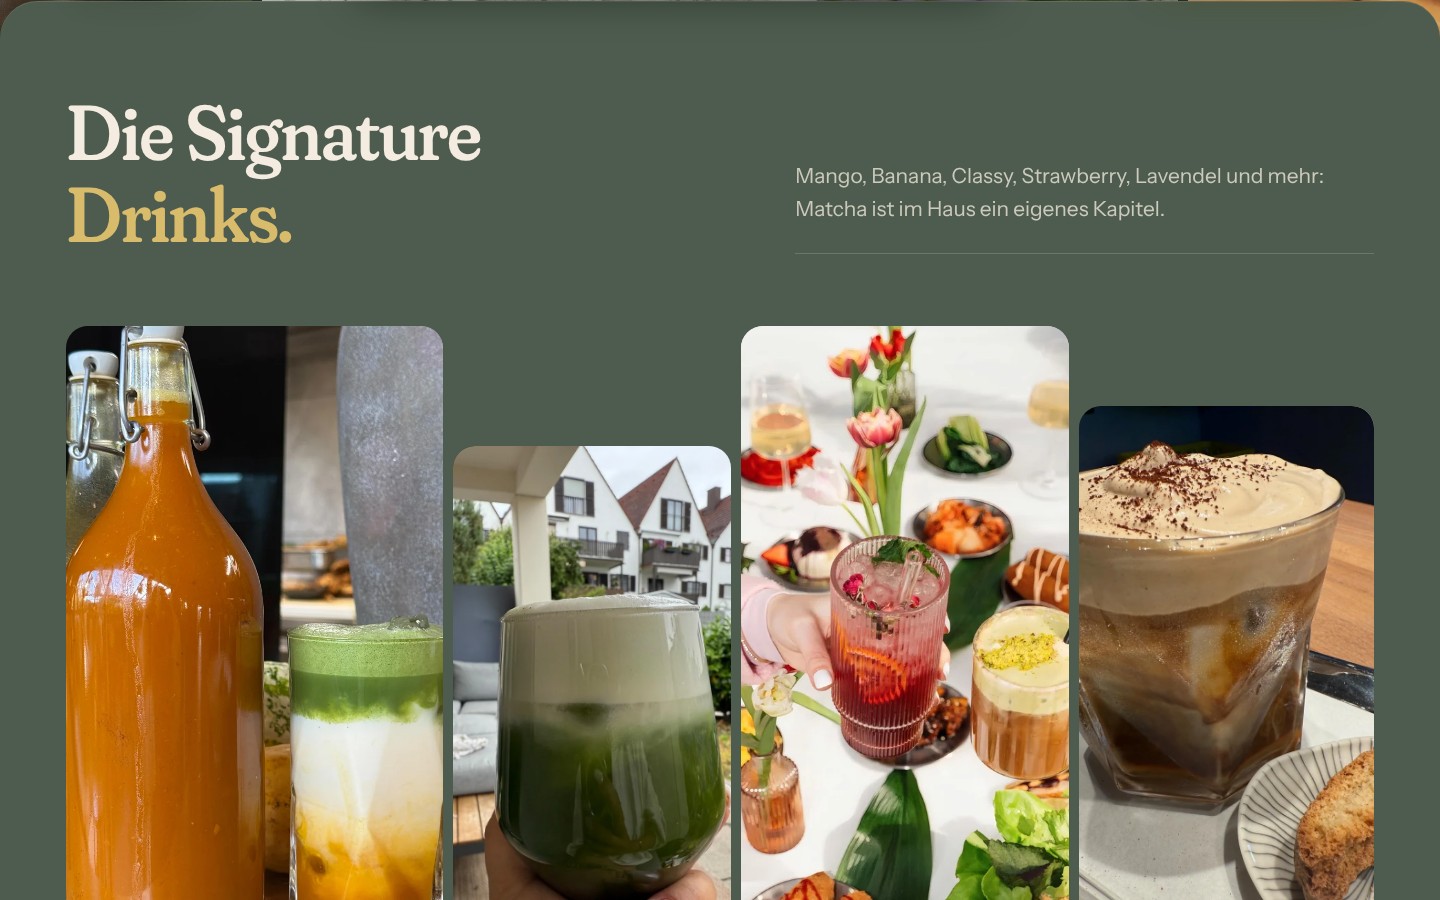 Die Signature
Drinks.
Mango, Banana, Classy, Strawberry, Lavendel und mehr:
Matcha ist im Haus ein eigenes Kapitel.